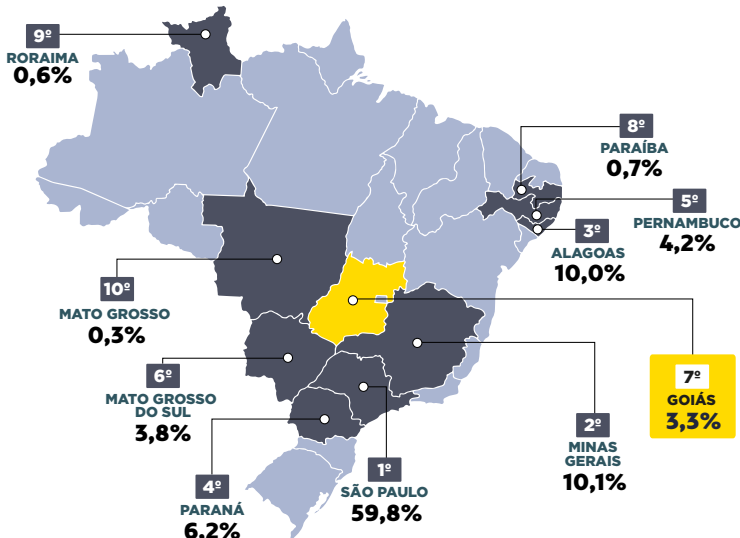 9º
RORAIMA
0,6%
8º
PARAÍBA
0,7%
5º
PERNAMBUCO
4,2%
3º
ALAGOAS
10,0%
10º
MATO GROSSO
0,3%
6º
MATO GROSSO
DO SUL
3,8%
7º
GOIÁS
3,3%
2º
MINAS
GERAIS
10,1%
1º
SÃO PAULO
59,8%
4º
PARANÁ
6,2%